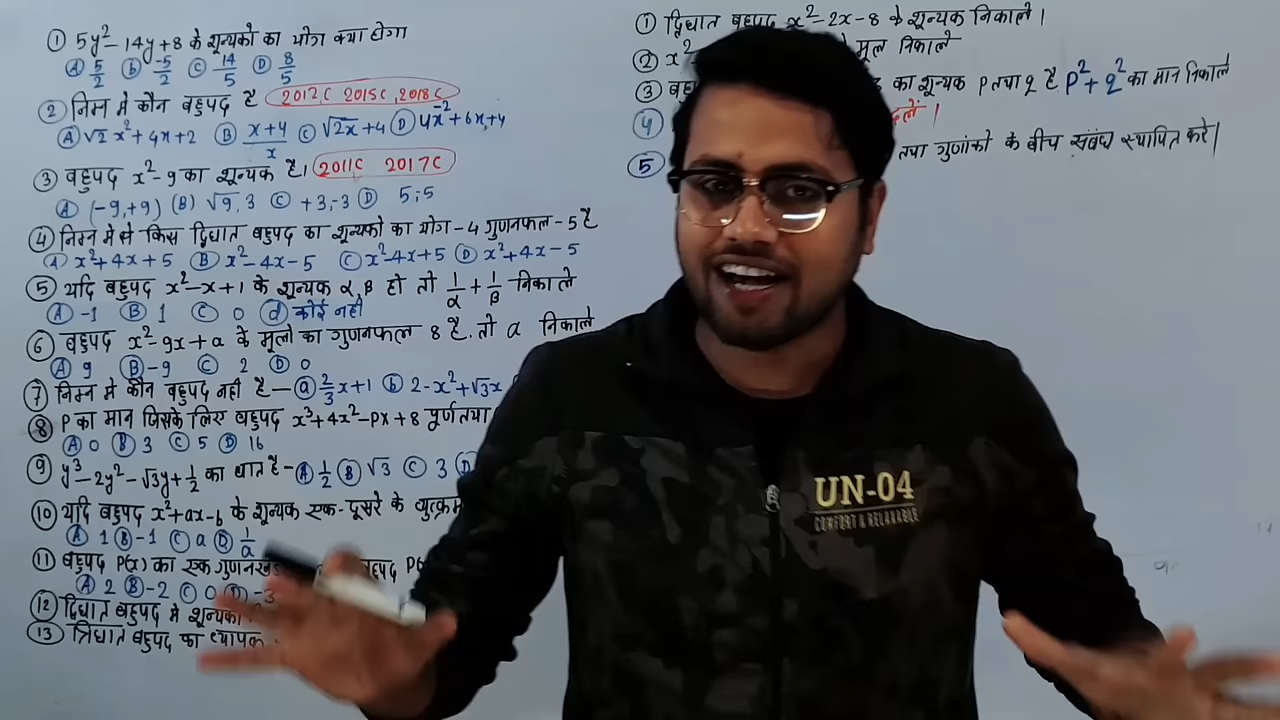 ① 5y²-14y+8 के शून्यकों का योग क्या होगा
Ⓐ 5/2 ⓑ -5/2 Ⓒ 14/5 Ⓓ 8/5
② निम्न में कौन बहुपद है 2012C 2015C, 2018C
Ⓐ √2x²+4x+2 Ⓑ x+4/x Ⓒ √2x+4 Ⓓ 4x⁻²+6x+4
③ बहुपद x²-9 का शून्यक है। 2011C 2017C
Ⓐ (-9,+9) (B) √9, 3 Ⓒ +3,-3 Ⓓ 5,-5
④ निम्न में से किस द्विघात बहुपद का शून्यकों का योग -4 गुणनफल -5 है
Ⓐ x²+4x+5 Ⓑ x²-4x-5 Ⓒ x²-4x+5 Ⓓ x²+4x-5
⑤ यदि बहुपद x²-x+1 के शून्यक α,β हो तो 1/α+1/β निकाले
Ⓐ -1 Ⓑ 1 Ⓒ 0 ⓓ कोई नहीं
⑥ बहुपद x²-9x+a के मूलों का गुणनफल 8 है. तो a निकाले
Ⓐ 9 Ⓑ -9 Ⓒ 2 Ⓓ 0
⑦ निम्न में कौन बहुपद नहीं है- ⓐ 2/3x+1 ⓑ 2-x²+√3x
⑧ P का मान जिसके लिए बहुपद x³+4x²-Px+8 पूर्णतया
Ⓐ 0 Ⓑ 3 Ⓒ 5 Ⓓ 16
⑨ y³-2y²-√3y+1/2 का घात है- Ⓐ 1/2 Ⓑ √3 Ⓒ 3 Ⓓ
⑩ यदि बहुपद x²+ax-b के शून्यक एक-दूसरे के व्युत्क्रम
Ⓐ 1 Ⓑ -1 Ⓒ a Ⓓ 1/a
⑪ बहुपद P(x) का एक गुणनखंड बहुपद P(
Ⓐ 2 Ⓑ -2 Ⓒ 0 Ⓓ -3
⑫ द्विघात बहुपद में शून्यकों
⑬ त्रिघात बहुपद का व्यापक
① द्विघात बहुपद x²-2x-8 के शून्यक निकाले।
② x² मूल निकाले
③ का शून्यक P तथा q है P²+q² का मान निकाले
④
⑤ तथा गुणांको के बीच संबंध स्थापित करे।
UN-04
COMFORT & RELAXABLE